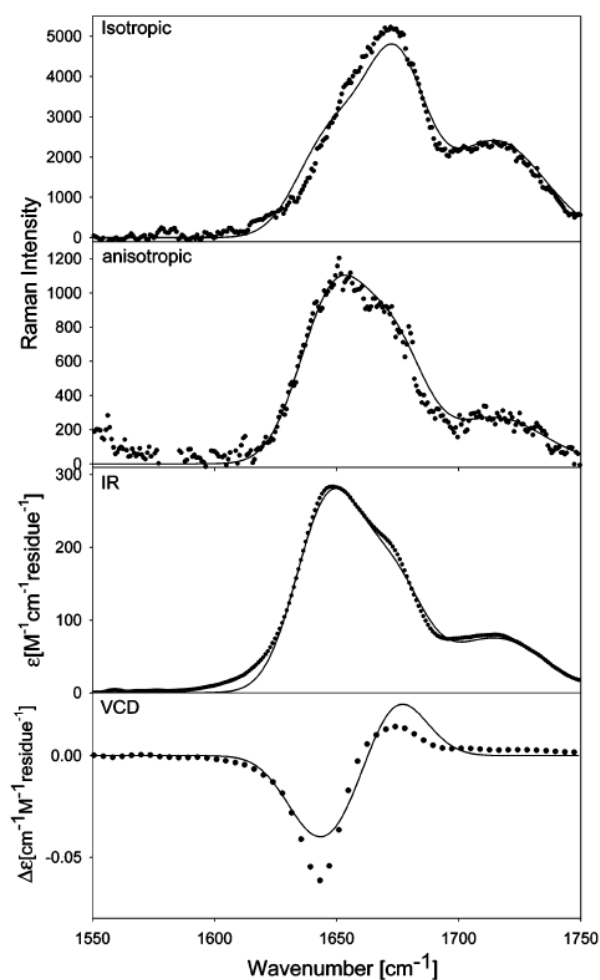 Isotropic
5000
4000
3000
2000
1000
0
anisotropic
1200
1000
800
600
400
200
0
Raman Intensity
IR
300
200
100
0
ε[M⁻¹cm⁻¹residue⁻¹]
VCD
0.00
-0.05
Δε[cm⁻¹M⁻¹residue⁻¹]
1550 1600 1650 1700 1750
Wavenumber [cm⁻¹]